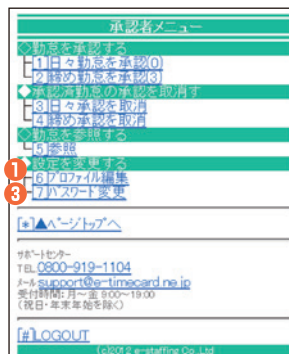 承認者メニュー
◇勤怠を承認する
[1]日々勤怠を承認[0]
[2]締め勤怠を承認[3]
◆承認済勤怠の承認を取消す
[3]日々承認を取消
[4]締め承認を取消
◇勤怠を参照する
[5]参照
◆設定を変更する
❶ [6]プロファイル編集
❸ [7]パスワード変更
[*]▲ページトップへ
サポートセンター
TEL.0800-919-1104
メール:support@e-timecard.ne.jp
受付時間:月~金 9:00~19:00
(祝日・年末年始を除く)
[#]LOGOUT
(c)2012 e-staffing Co.,Ltd